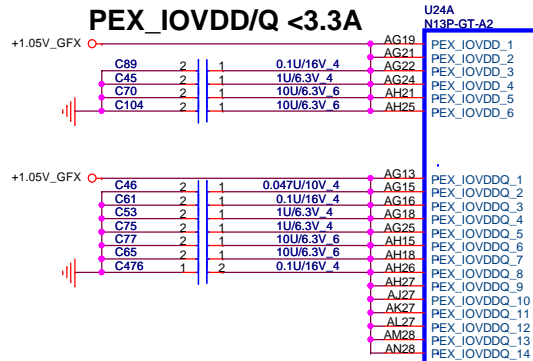 PEX_IOVDD/Q <3.3A
U24A
N13P-GT-A2
+1.05V_GFX
AG19 PEX_IOVDD_1
AG21 PEX_IOVDD_2
C89 2 1 0.1U/16V_4 AG22 PEX_IOVDD_3
C45 2 1 1U/6.3V_4 AG24 PEX_IOVDD_4
C70 2 1 10U/6.3V_6 AH21 PEX_IOVDD_5
C104 2 1 10U/6.3V_6 AH25 PEX_IOVDD_6
+1.05V_GFX
AG13 PEX_IOVDDQ_1
C46 2 1 0.047U/10V_4 AG15 PEX_IOVDDQ_2
C61 2 1 0.1U/16V_4 AG16 PEX_IOVDDQ_3
C53 2 1 1U/6.3V_4 AG18 PEX_IOVDDQ_4
C75 2 1 1U/6.3V_4 AG25 PEX_IOVDDQ_5
C77 2 1 10U/6.3V_6 AH15 PEX_IOVDDQ_6
C65 2 1 10U/6.3V_6 AH18 PEX_IOVDDQ_7
C476 1 2 0.1U/16V_4 AH26 PEX_IOVDDQ_8
AH27 PEX_IOVDDQ_9
AJ27 PEX_IOVDDQ_10
AK27 PEX_IOVDDQ_11
AL27 PEX_IOVDDQ_12
AM28 PEX_IOVDDQ_13
AN28 PEX_IOVDDQ_14